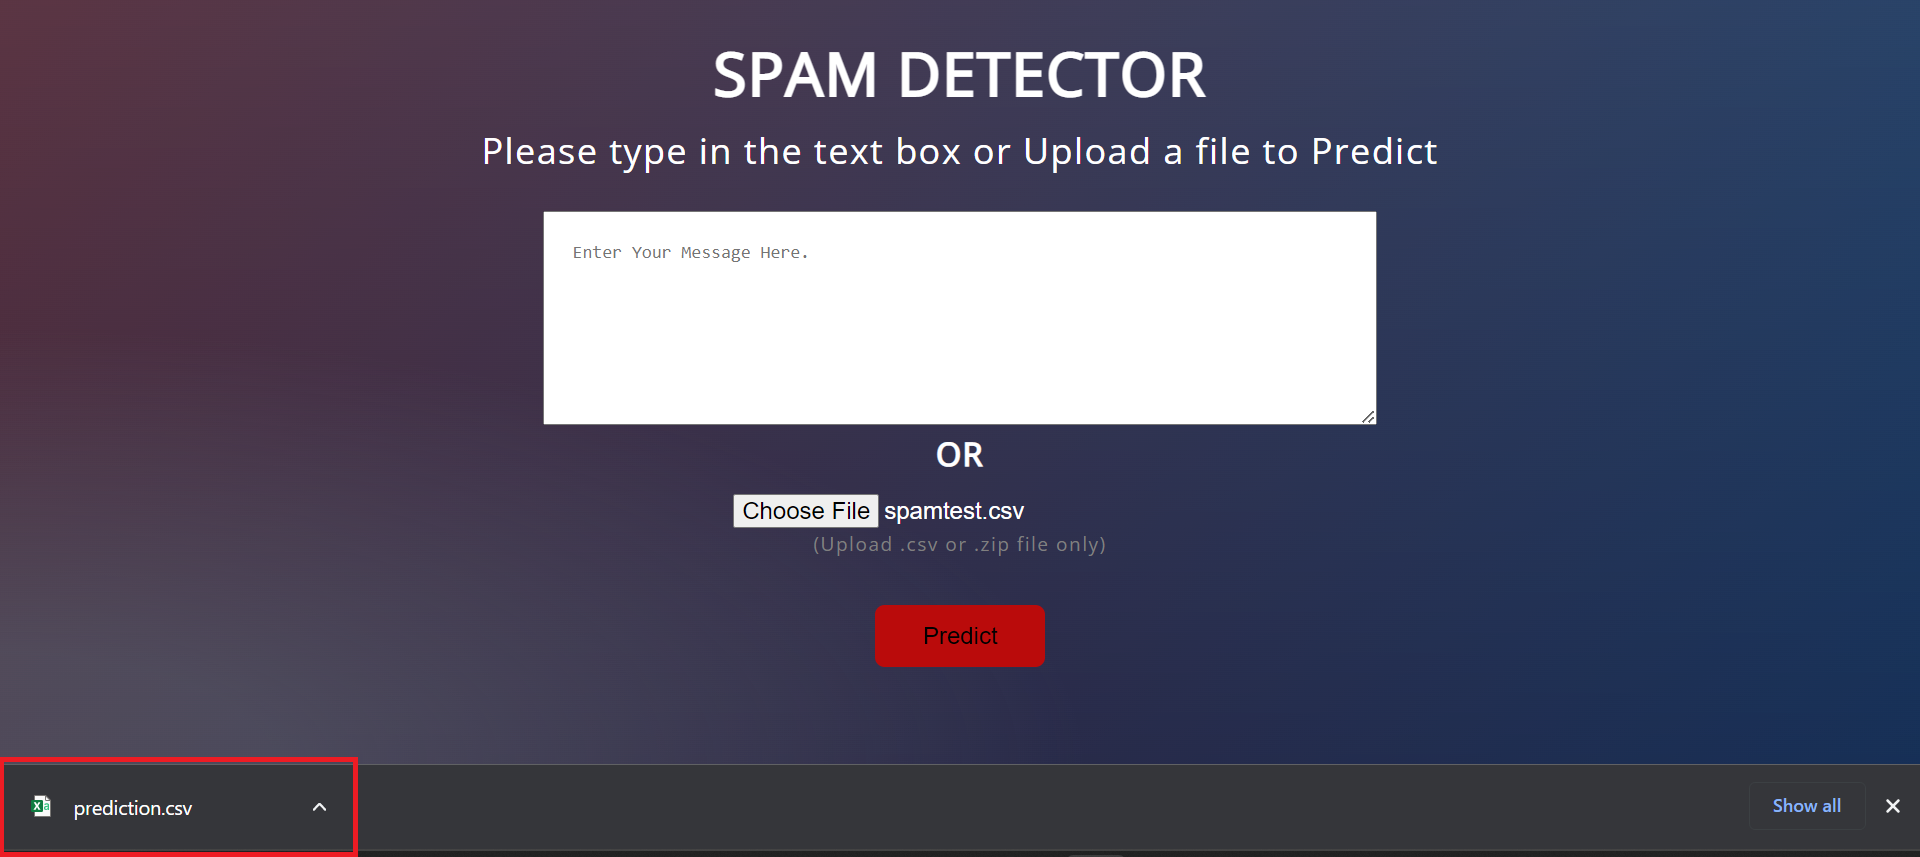 SPAM DETECTOR
Please type in the text box or Upload a file to Predict
Enter Your Message Here.
OR
Choose File spamtest.csv
(Upload .csv or .zip file only)
Predict
prediction.csv
Show all